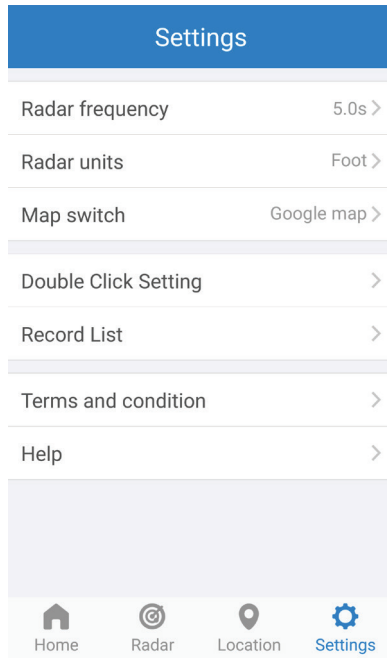 Settings
Radar frequency 5.0s
Radar units Foot
Map switch Google map
Double Click Setting
Record List
Terms and condition
Help
Home Radar Location Settings